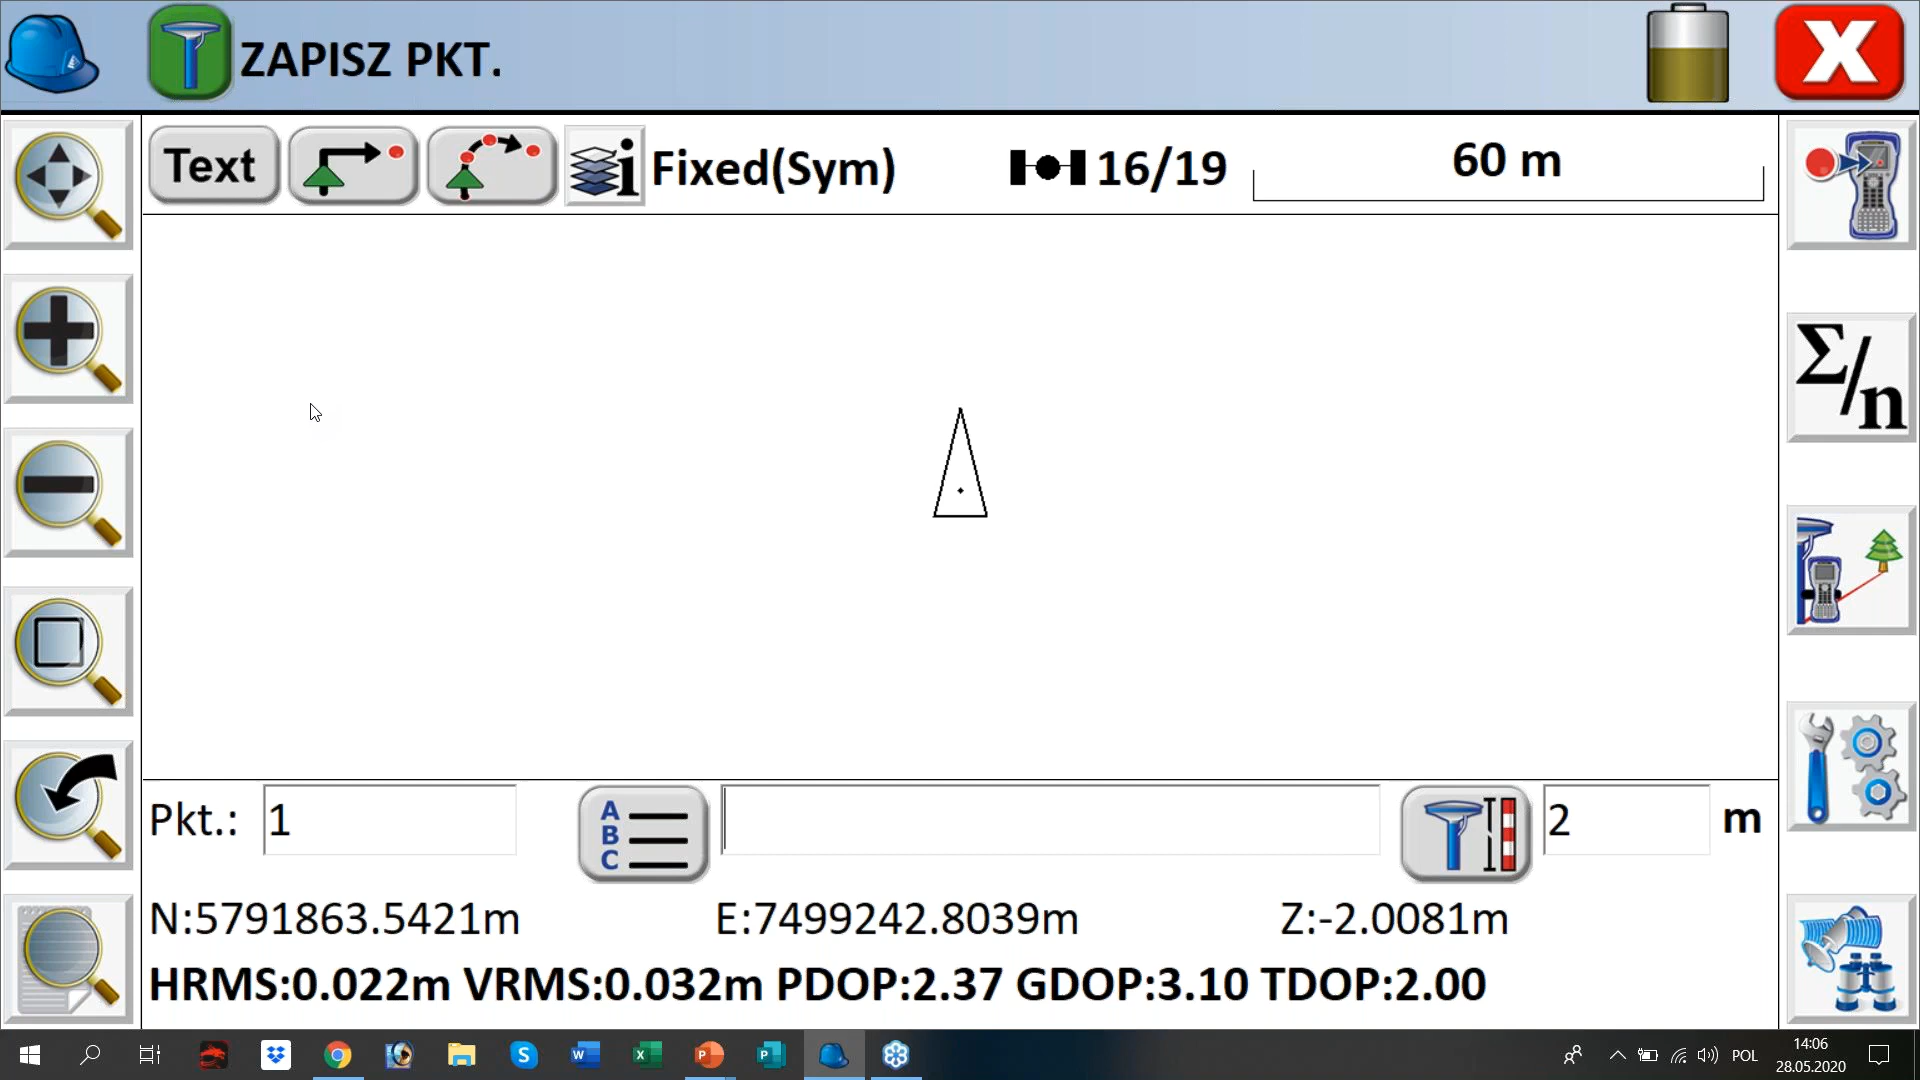 ZAPISZ PKT.
Text
Fixed(Sym)
16/19
60 m
Σ/n
Pkt.: 1
A
B
C
2 m
N:5791863.5421m E:7499242.8039m Z:-2.0081m
HRMS:0.022m VRMS:0.032m PDOP:2.37 GDOP:3.10 TDOP:2.00
POL
14:06
28.05.2020